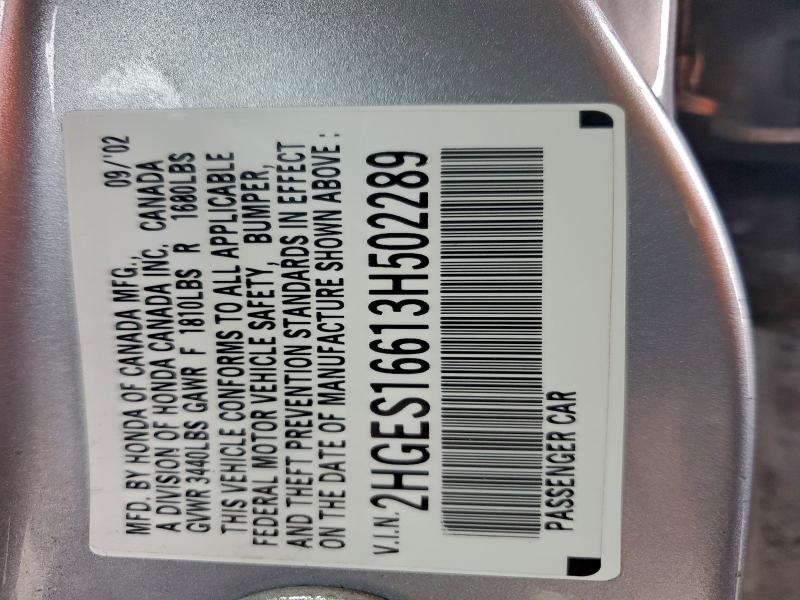 MFD. BY HONDA OF CANADA MFG., 09/'02
A DIVISION OF HONDA CANADA INC, CANADA
GVWR 3440LBS GAWR F 1810LBS R 1680LBS
THIS VEHICLE CONFORMS TO ALL APPLICABLE
FEDERAL MOTOR VEHICLE SAFETY, BUMPER,
AND THEFT PREVENTION STANDARDS IN EFFECT
ON THE DATE OF MANUFACTURE SHOWN ABOVE :
V.I.N. 2HGES16613H502289
PASSENGER CAR